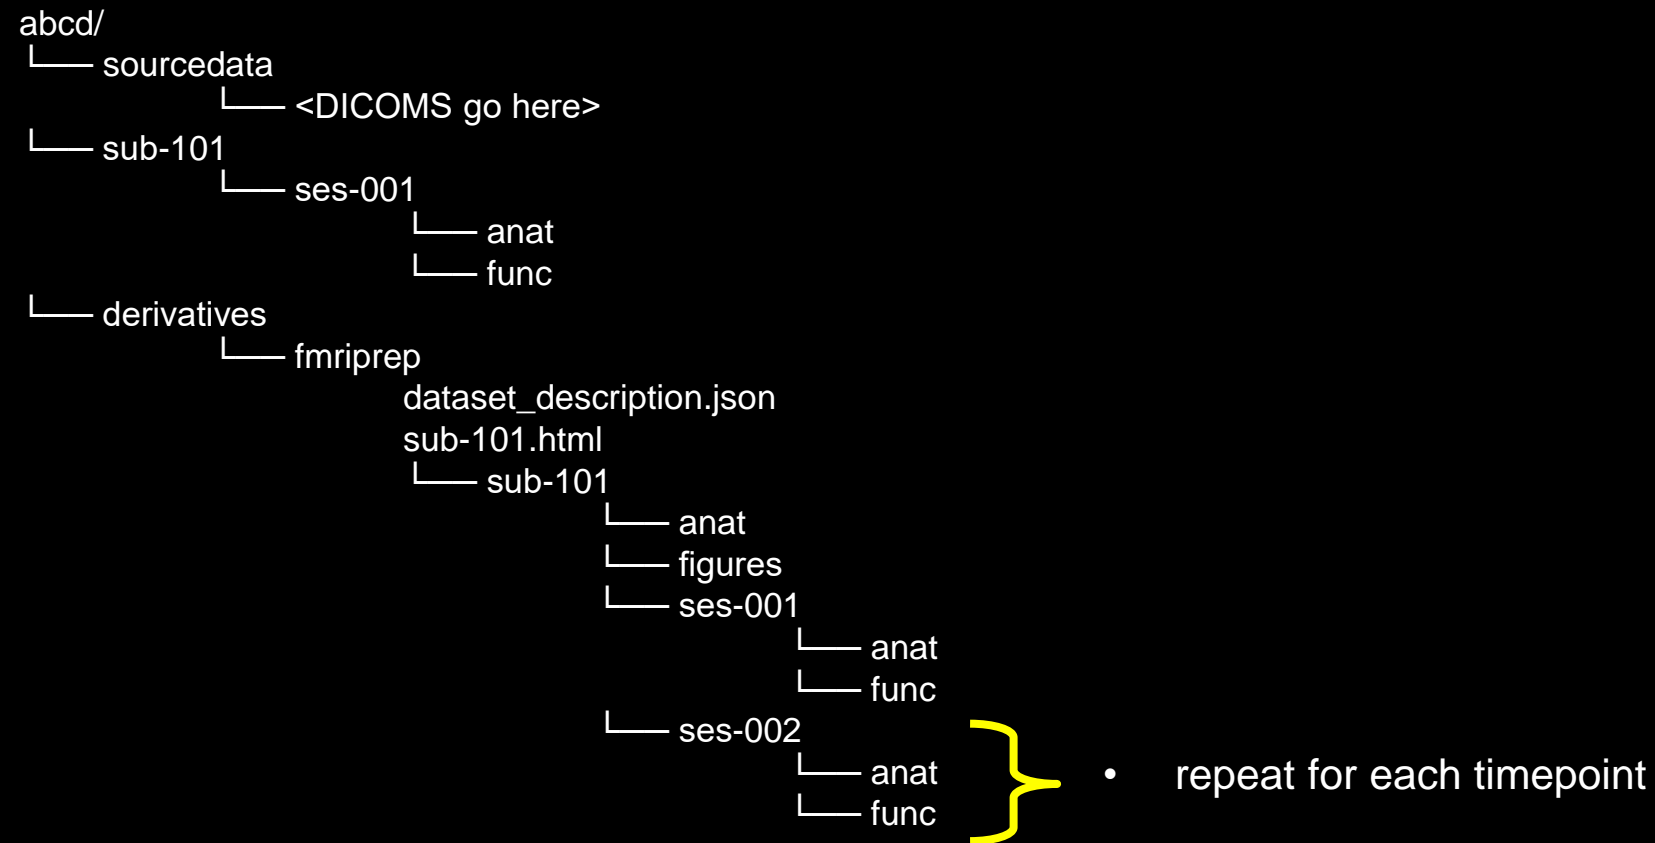 abcd/
└── sourcedata
└── <DICOMS go here>
└── sub-101
└── ses-001
└── anat
└── func
└── derivatives
└── fmriprep
dataset_description.json
sub-101.html
└── sub-101
└── anat
└── figures
└── ses-001
└── anat
└── func
└── ses-002
└── anat
• repeat for each timepoint
└── func